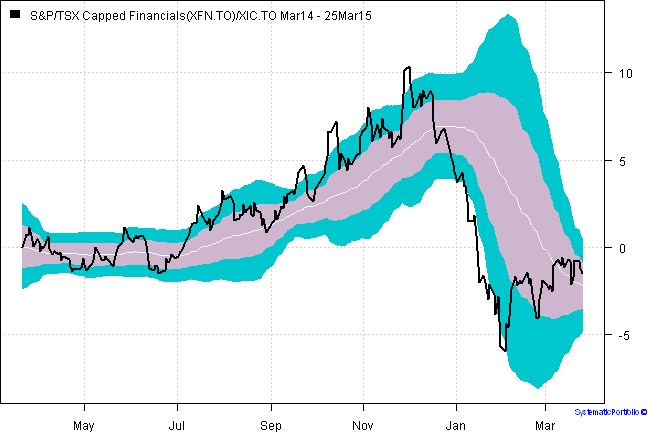 S&P/TSX Capped Financials(XFN.TO)/XIC.TO Mar14 - 25Mar15
10
5
0
-5
SystematicPortfolio ©
May Jul Sep Nov Jan Mar